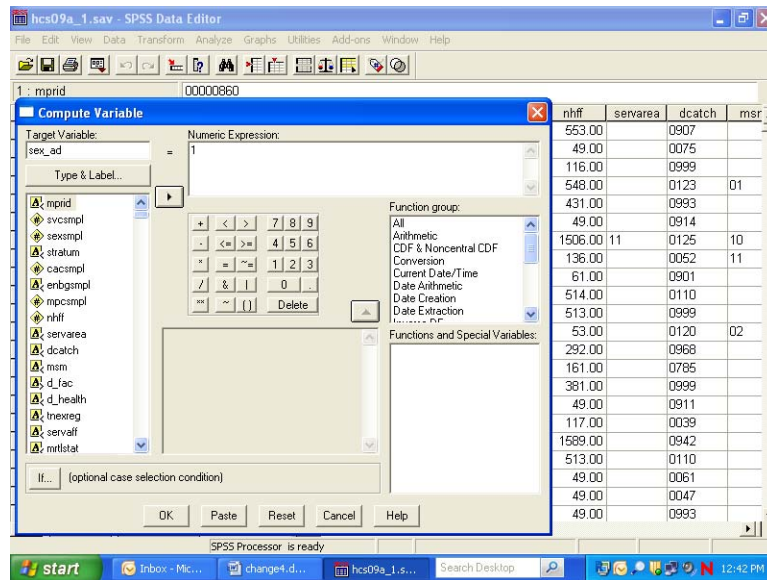 hcs09a_1.sav - SPSS Data Editor
File Edit View Data Transform Analyze Graphs Utilities Add-ons Window Help
1 : mprid 00000860
Compute Variable
Target Variable:
sex_ad
=
Numeric Expression:
1
Type & Label...
mprid
svcsmpl
sexsmpl
stratum
cacsmpl
enbgsmpl
mpcsmpl
nhff
servarea
dcatch
msm
d_fac
d_health
tnexreg
servaff
mrtlstat
+ < > 7 8 9
- <= >= 4 5 6
* = ~= 1 2 3
/ & | 0 .
** ~ ( ) Delete
Function group:
All
Arithmetic
CDF & Noncentral CDF
Conversion
Current Date/Time
Date Arithmetic
Date Creation
Date Extraction
Functions and Special Variables:
If... (optional case selection condition)
OK Paste Reset Cancel Help
nhff servarea dcatch msr
553.00 0907
49.00 0075
116.00 0999
548.00 0123 01
431.00 0993
49.00 0914
1506.00 11 0125 10
136.00 0052 11
61.00 0901
514.00 0110
513.00 0999
53.00 0120 02
292.00 0968
161.00 0785
381.00 0999
49.00 0911
117.00 0039
1589.00 0942
513.00 0110
49.00 0061
49.00 0047
49.00 0993
SPSS Processor is ready
start Inbox - Mic... change4.d... hcs09a_1.s... Search Desktop 12:42 PM